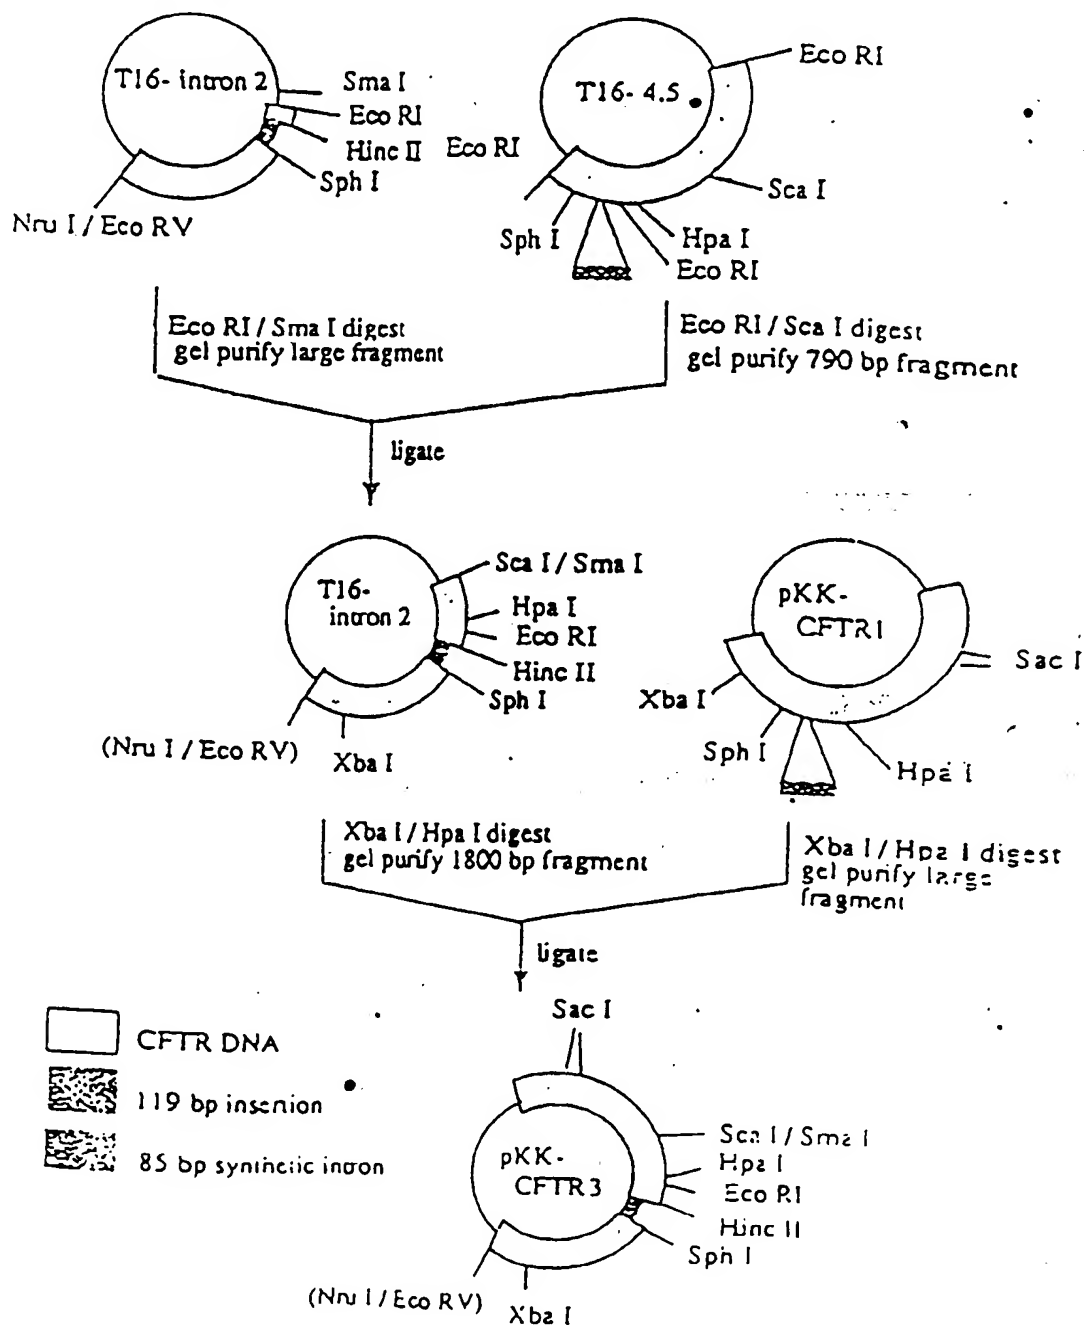 T16- intron 2
Sma I
Eco RI
Hinc II
Sph I
Nru I / Eco RV
T16- 4.5
Eco RI
Eco RI
Sca I
Sph I
Hpa I
Eco RI
Eco RI / Sma I digest
gel purify large fragment
Eco RI / Sca I digest
gel purify 790 bp fragment
ligate
T16-
intron 2
Sca I / Sma I
Hpa I
Eco RI
Hinc II
Sph I
(Nru I / Eco RV)
Xba I
pKK-
CFTR1
Sac I
Xba I
Sph I
Hpa I
Xba I / Hpa I digest
gel purify 1800 bp fragment
Xba I / Hpa I digest
gel purify large
fragment
ligate
Sac I
CFTR DNA
119 bp insertion
85 bp synthetic intron
pKK-
CFTR3
Sca I / Sma I
Hpa I
Eco RI
Hinc II
Sph I
(Nru I / Eco RV)
Xba I